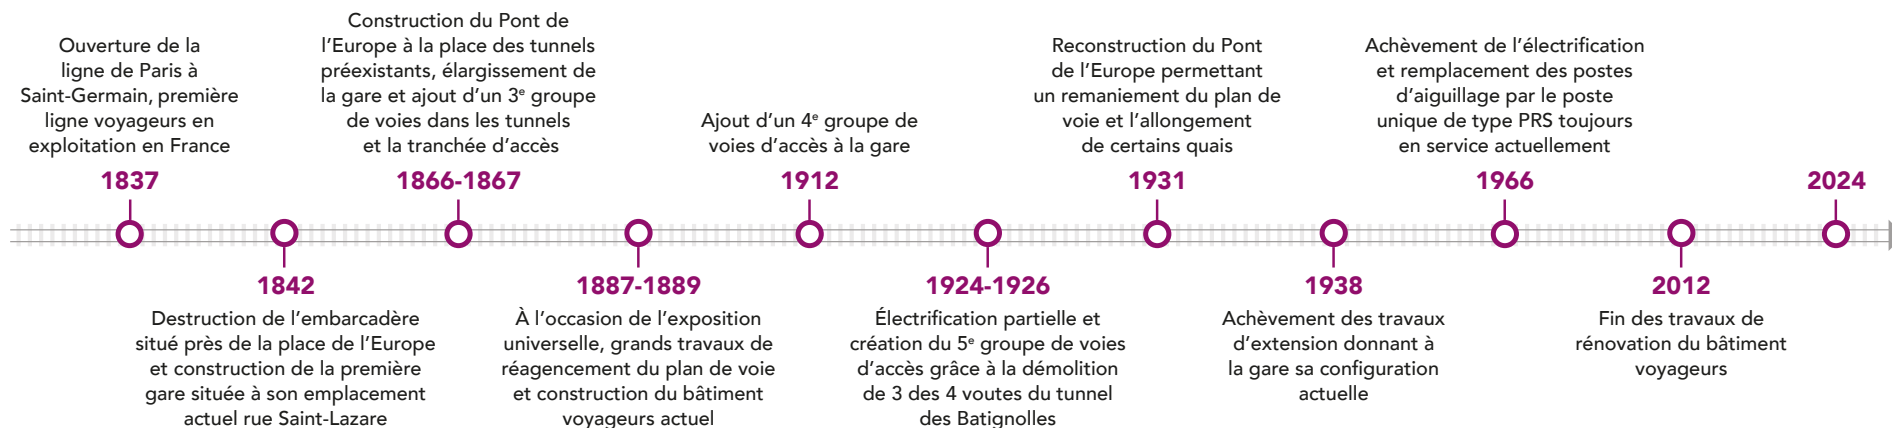 Ouverture de la
ligne de Paris à
Saint-Germain, première
ligne voyageurs en
exploitation en France
1837
1842
Destruction de l’embarcadère
situé près de la place de l’Europe
et construction de la première
gare située à son emplacement
actuel rue Saint-Lazare
Construction du Pont de
l’Europe à la place des tunnels
préexistants, élargissement de
la gare et ajout d’un 3e groupe
de voies dans les tunnels
et la tranchée d’accès
1866-1867
1887-1889
À l’occasion de l’exposition
universelle, grands travaux de
réagencement du plan de voie
et construction du bâtiment
voyageurs actuel
Ajout d’un 4e groupe de
voies d’accès à la gare
1912
1924-1926
Électrification partielle et
création du 5e groupe de voies
d’accès grâce à la démolition
de 3 des 4 voutes du tunnel
des Batignolles
Reconstruction du Pont
de l’Europe permettant
un remaniement du plan de
voie et l’allongement
de certains quais
1931
1938
Achèvement des travaux
d’extension donnant à
la gare sa configuration
actuelle
Achèvement de l’électrification
et remplacement des postes
d’aiguillage par le poste
unique de type PRS toujours
en service actuellement
1966
2012
Fin des travaux de
rénovation du bâtiment
voyageurs
2024